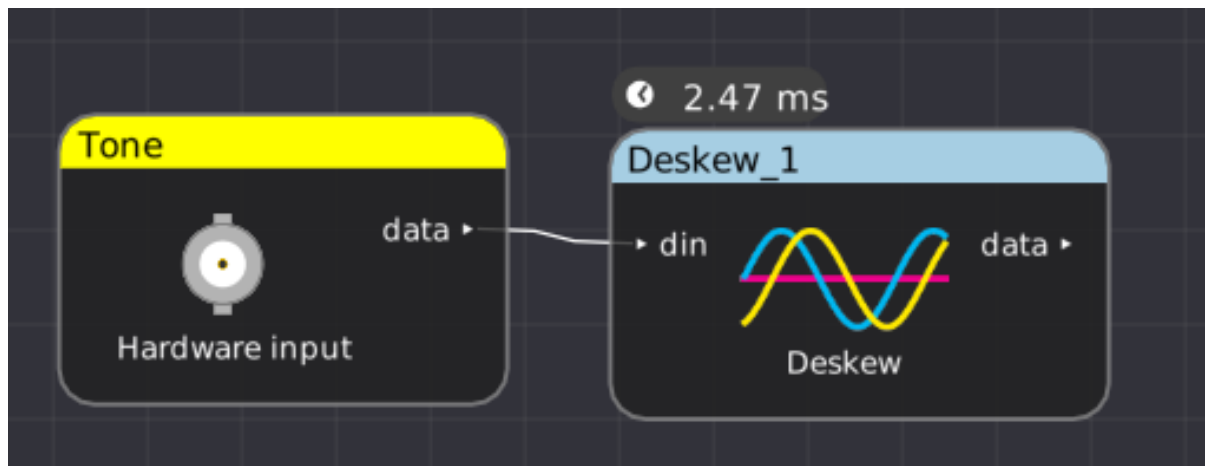 Tone
data
Hardware input
2.47 ms
Deskew_1
din
data
Deskew